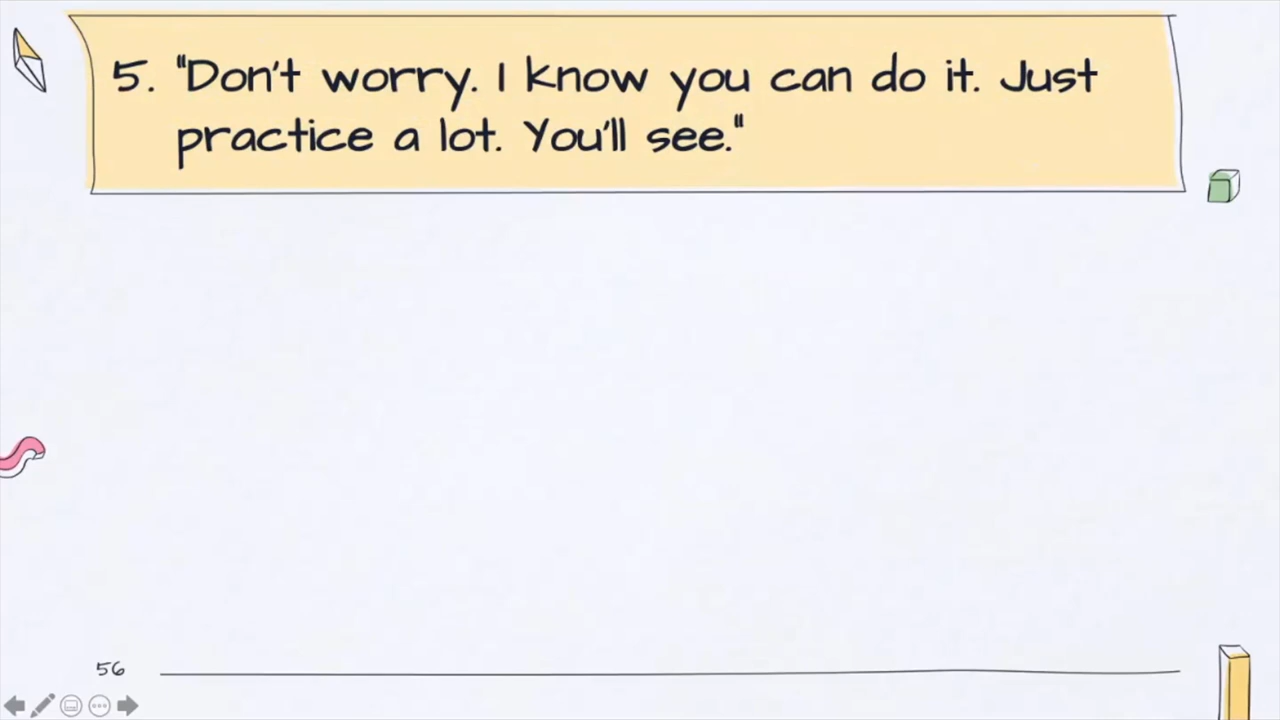 5. "Don't worry. I know you can do it. Just
practice a lot. You'll see."
56